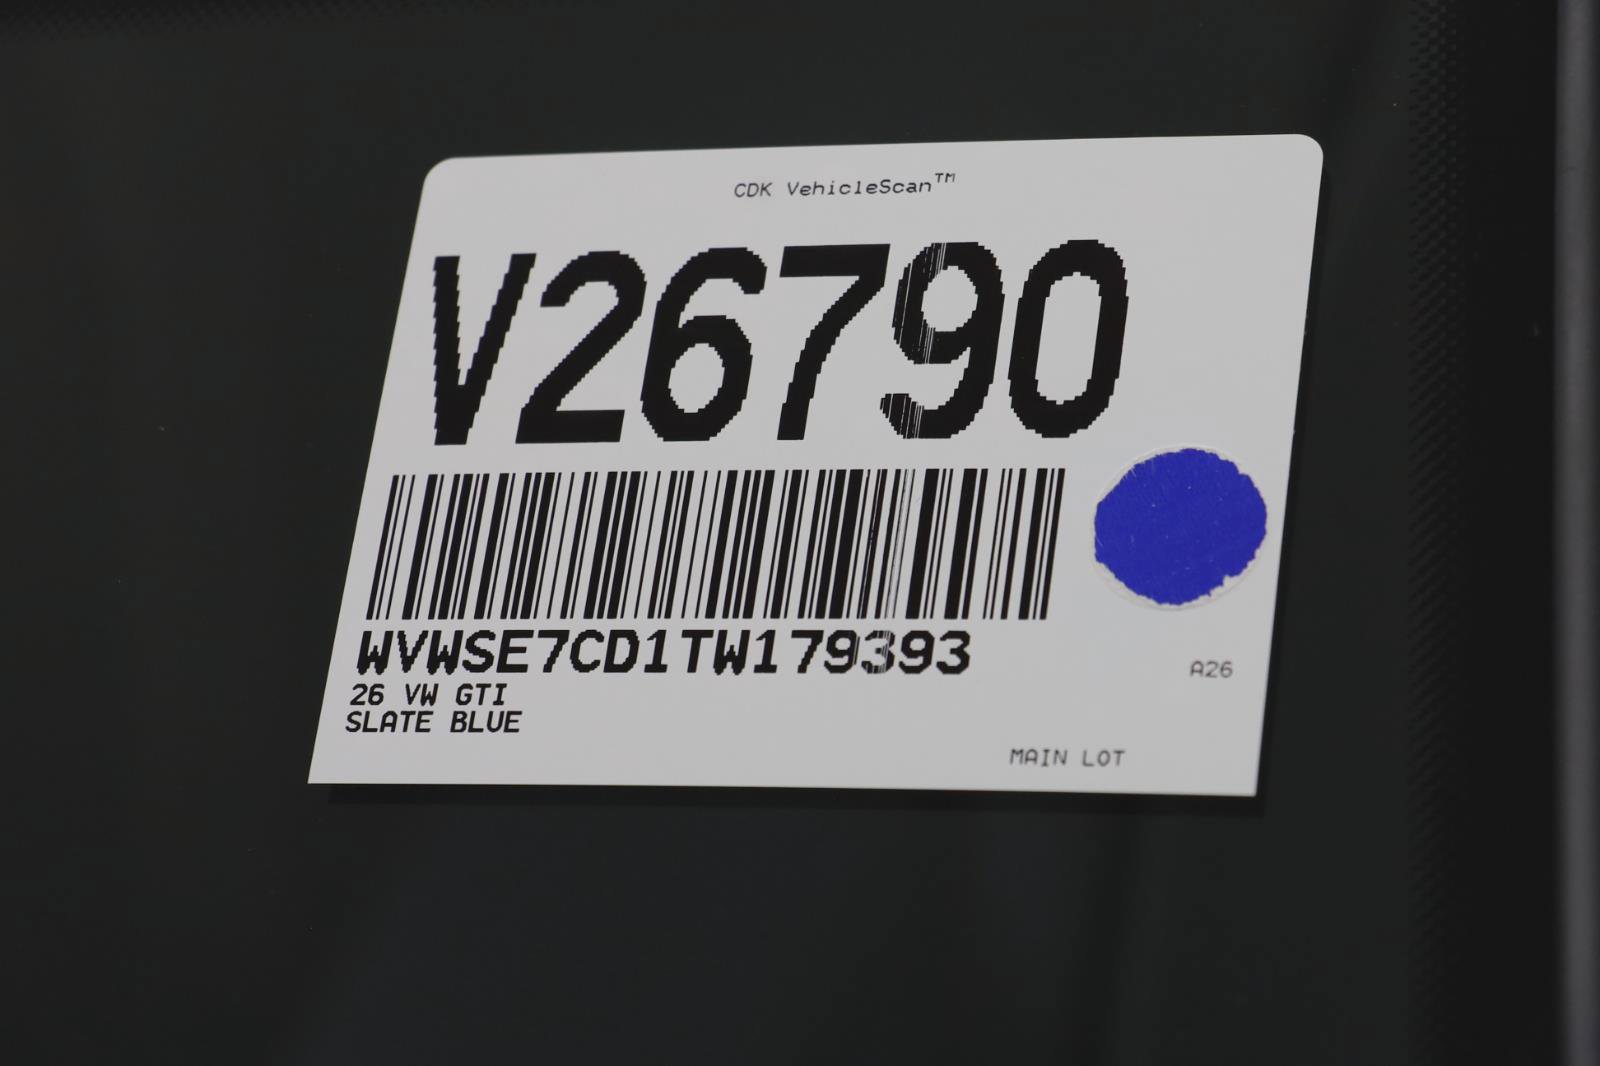 CDK VehicleScan™
V26790
WVWSE7CD1TW179393
26 VW GTI
SLATE BLUE
A26
MAIN LOT